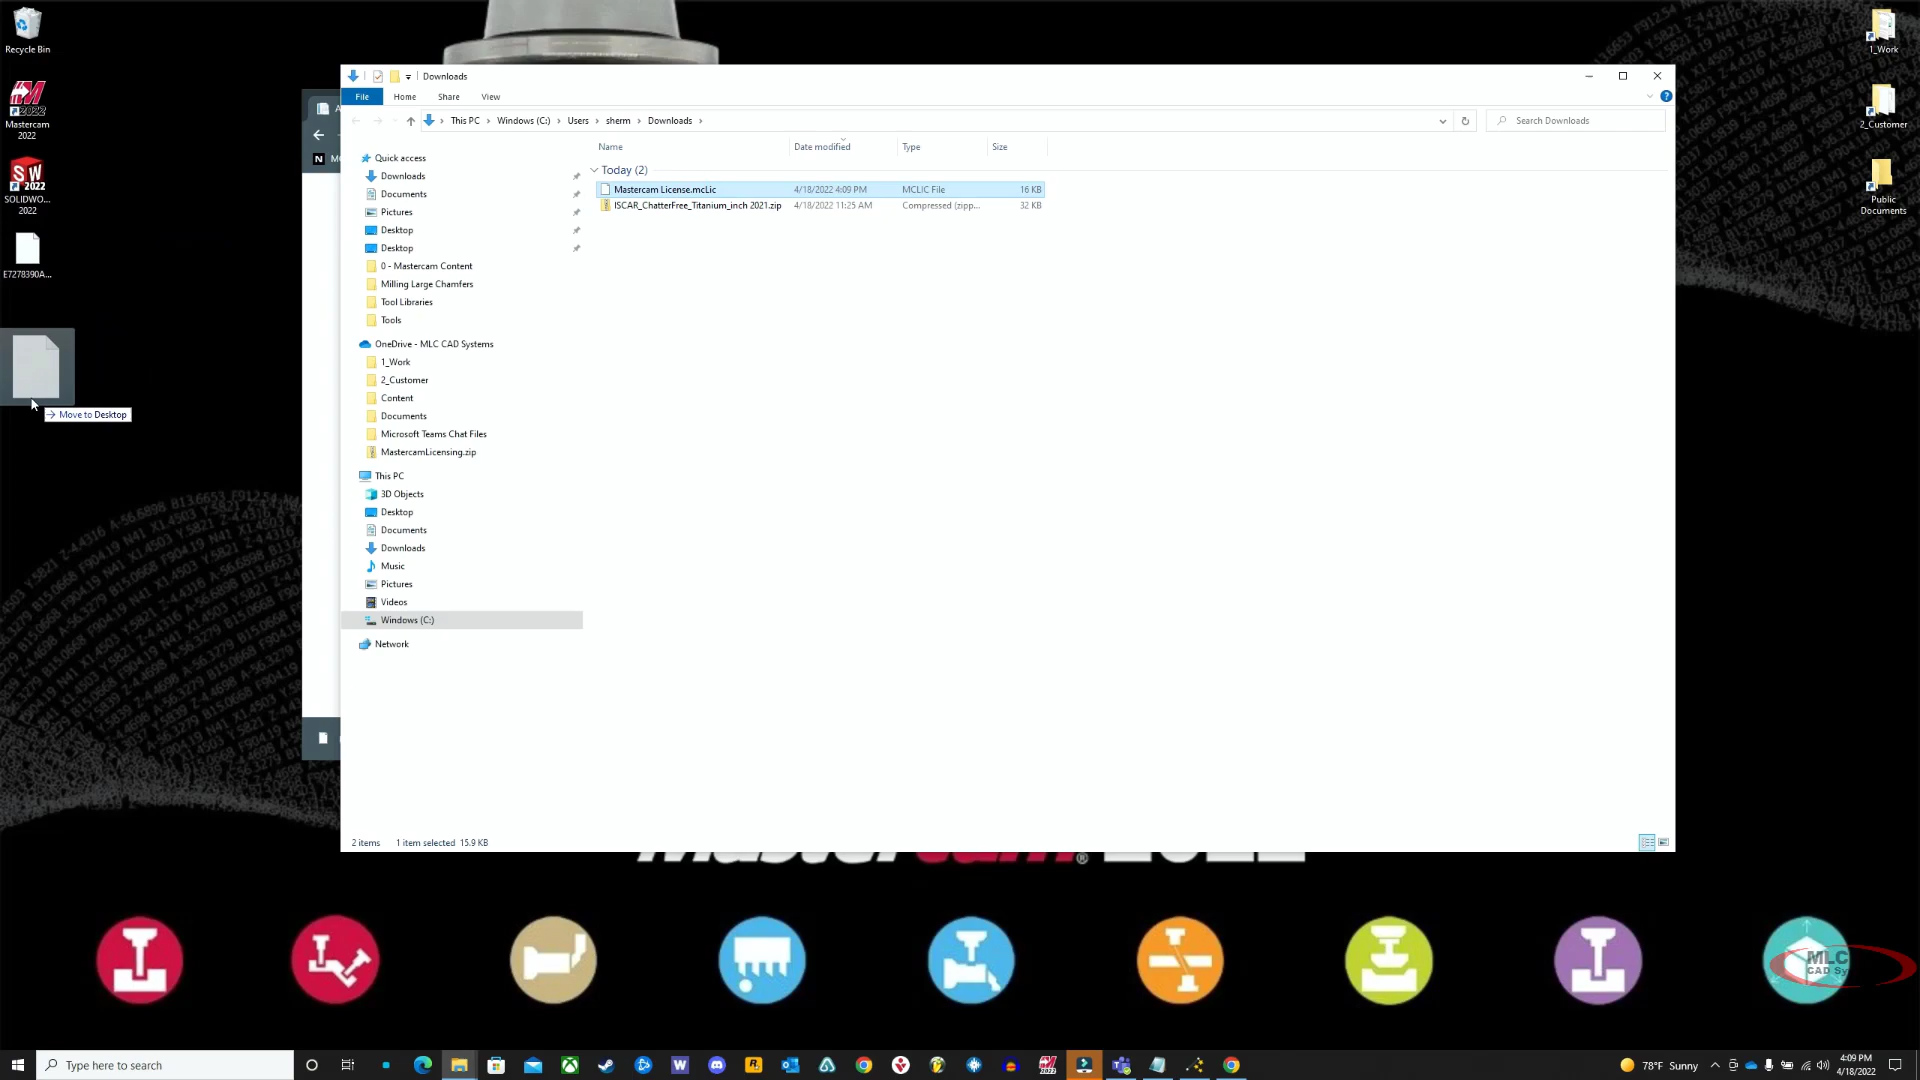 Recycle Bin
Mastercam
2022
SOLIDWO...
2022
E7278390A...
Move to Desktop
Downloads
File Home Share View
This PC Windows (C:) Users sherm Downloads
Search Downloads
Name Date modified Type Size
Today (2)
Mastercam License.mcLic 4/18/2022 4:09 PM MCLIC File 16 KB
ISCAR_ChatterFree_Titanium_inch 2021.zip 4/18/2022 11:25 AM Compressed (zipp... 32 KB
Quick access
Downloads
Documents
Pictures
Desktop
Desktop
0 - Mastercam Content
Milling Large Chamfers
Tool Libraries
Tools
OneDrive - MLC CAD Systems
1_Work
2_Customer
Content
Documents
Microsoft Teams Chat Files
MastercamLicensing.zip
This PC
3D Objects
Desktop
Documents
Downloads
Music
Pictures
Videos
Windows (C:)
Network
2 items 1 item selected 15.9 KB
1_Work
2_Customer
Public
Documents
MLC
CAD Sy
Type here to search
78°F Sunny
4:09 PM
4/18/2022